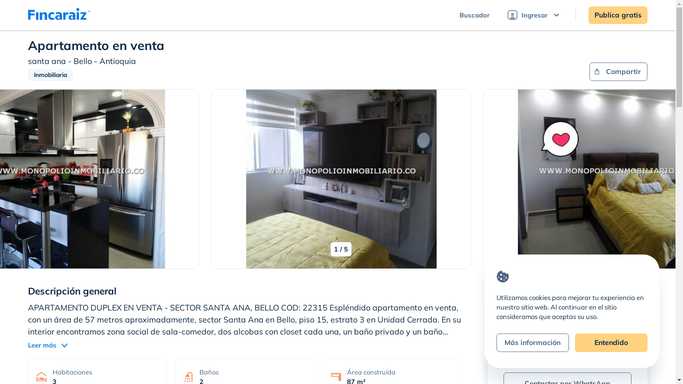 Fincaraiz
Buscador
Ingresar
Publica gratis
Apartamento en venta
santa ana - Bello - Antioquia
Inmobiliaria
Compartir
WWW.MONOPOLIOINMOBILIARIO.CO
WWW.MONOPOLIOINMOBILIARIO.CO
WWW.MONOPOLIOINMOBILIARIO.CO
1 / 5
Descripción general
APARTAMENTO DUPLEX EN VENTA - SECTOR SANTA ANA, BELLO COD: 22315 Espléndido apartamento en venta,
con un área de 57 metros aproximadamente, sector Santa Ana en Bello, piso 15, estrato 3 en Unidad Cerrada. En su
interior encontramos zona social de sala-comedor, dos alcobas con closet cada una, un baño privado y un baño...
Leer más
Habitaciones
3
Baños
2
Área construida
87 m²
Utilizamos cookies para mejorar tu experiencia en
nuestro sitio web. Al continuar en el sitio
consideramos que aceptas su uso.
Más información
Entendido
Contactar por WhatsApp